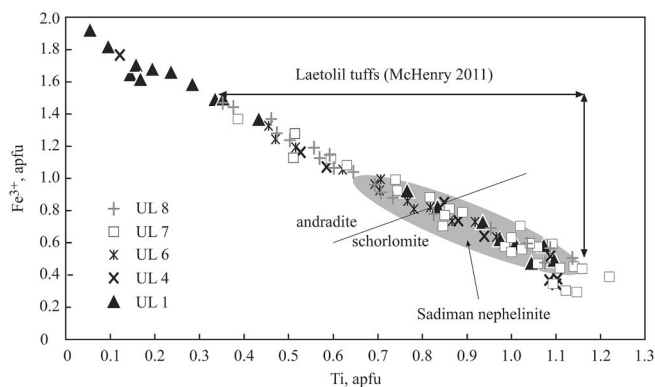 2.0
1.8
1.6
1.4
1.2
1.0
0.8
0.6
0.4
0.2
0
Fe3+, apfu
Laetolil tuffs (McHenry 2011)
andradite
schorlomite
Sadiman nephelinite
UL 8
UL 7
UL 6
UL 4
UL 1
0 0.1 0.2 0.3 0.4 0.5 0.6 0.7 0.8 0.9 1.0 1.1 1.2 1.3
Ti, apfu